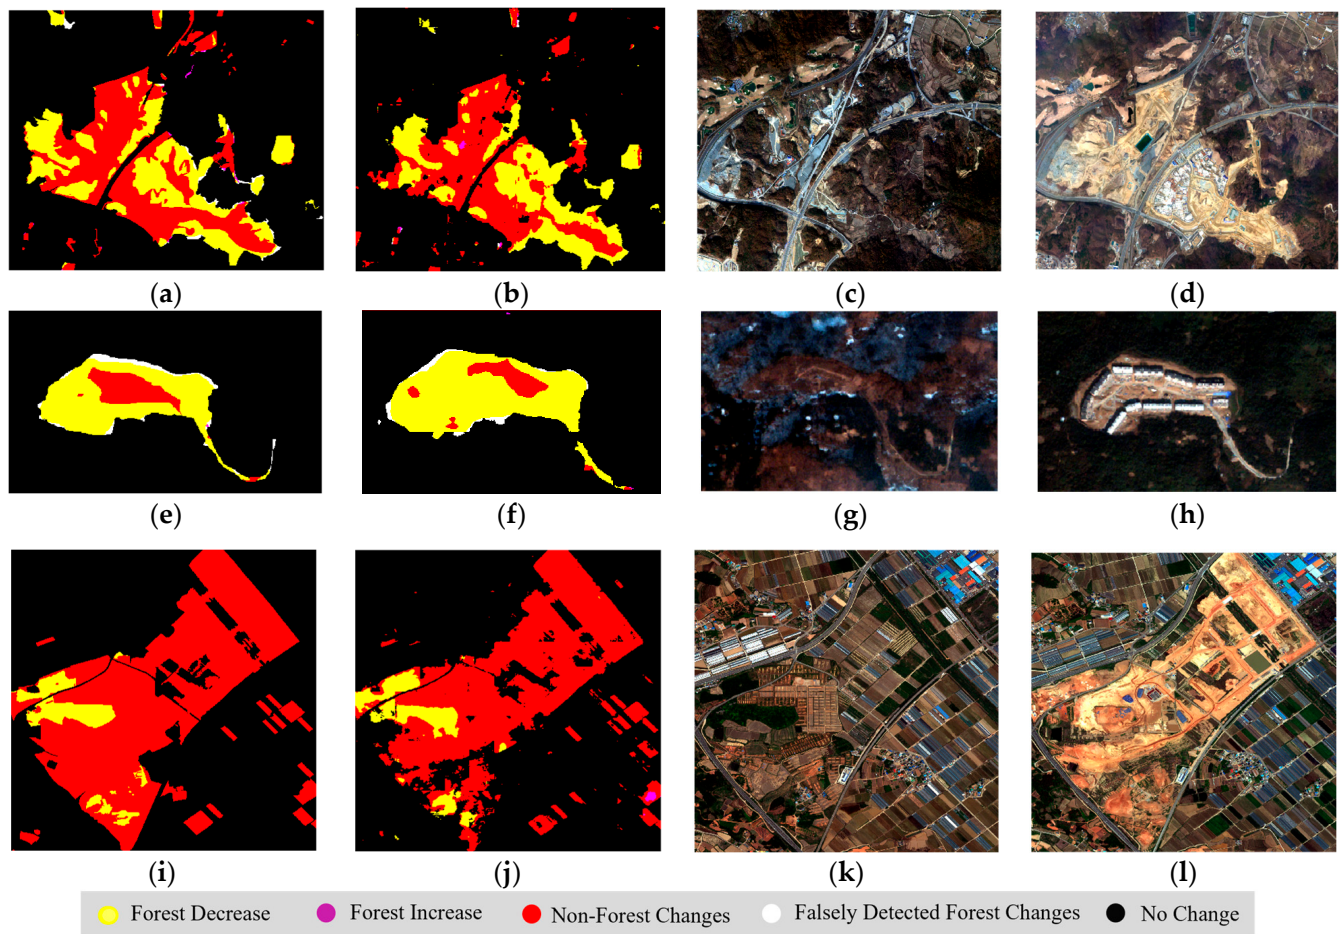 (a) (b) (c) (d)
(e) (f) (g) (h)
(i) (j) (k) (l)
Forest Decrease Forest Increase Non-Forest Changes Falsely Detected Forest Changes No Change